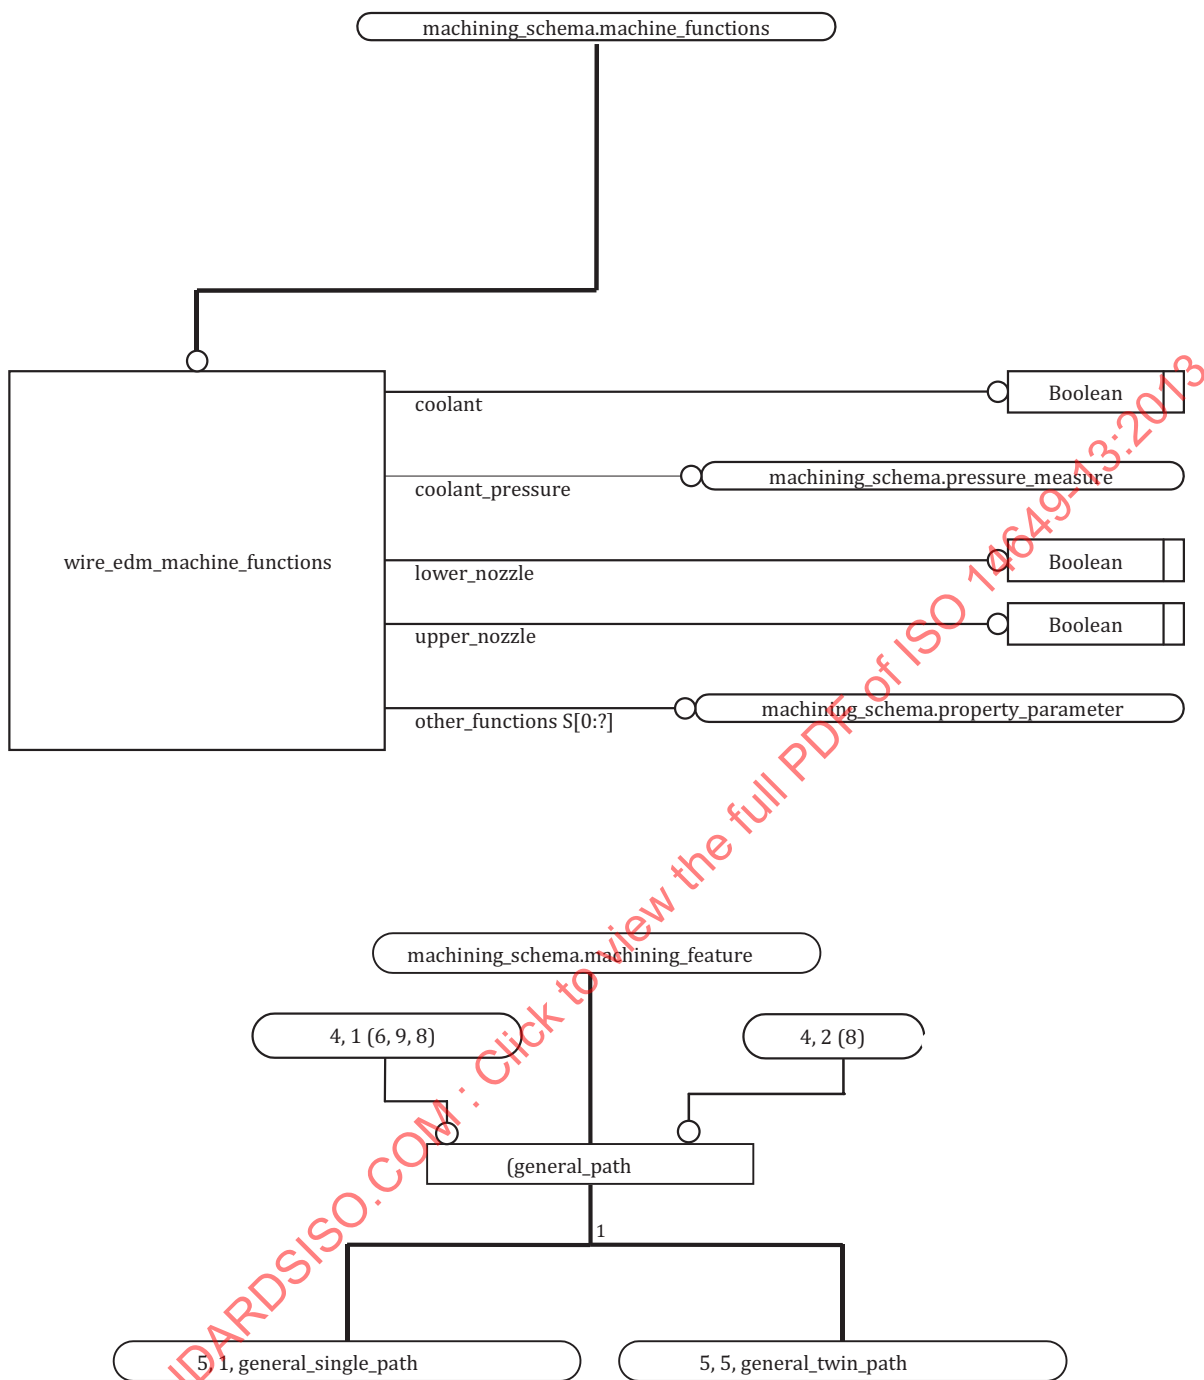 machining_schema.machine_functions
coolant
Boolean
coolant_pressure
machining_schema.pressure_measure
wire_edm_machine_functions
lower_nozzle
Boolean
upper_nozzle
Boolean
other_functions S[0:?]
machining_schema.property_parameter
machining_schema.machining_feature
4, 1 (6, 9, 8)
4, 2 (8)
(general_path
1
5, 1, general_single_path
5, 5, general_twin_path
DARDSISO.COM : Click to view the full PDF of ISO 14649-13:2013